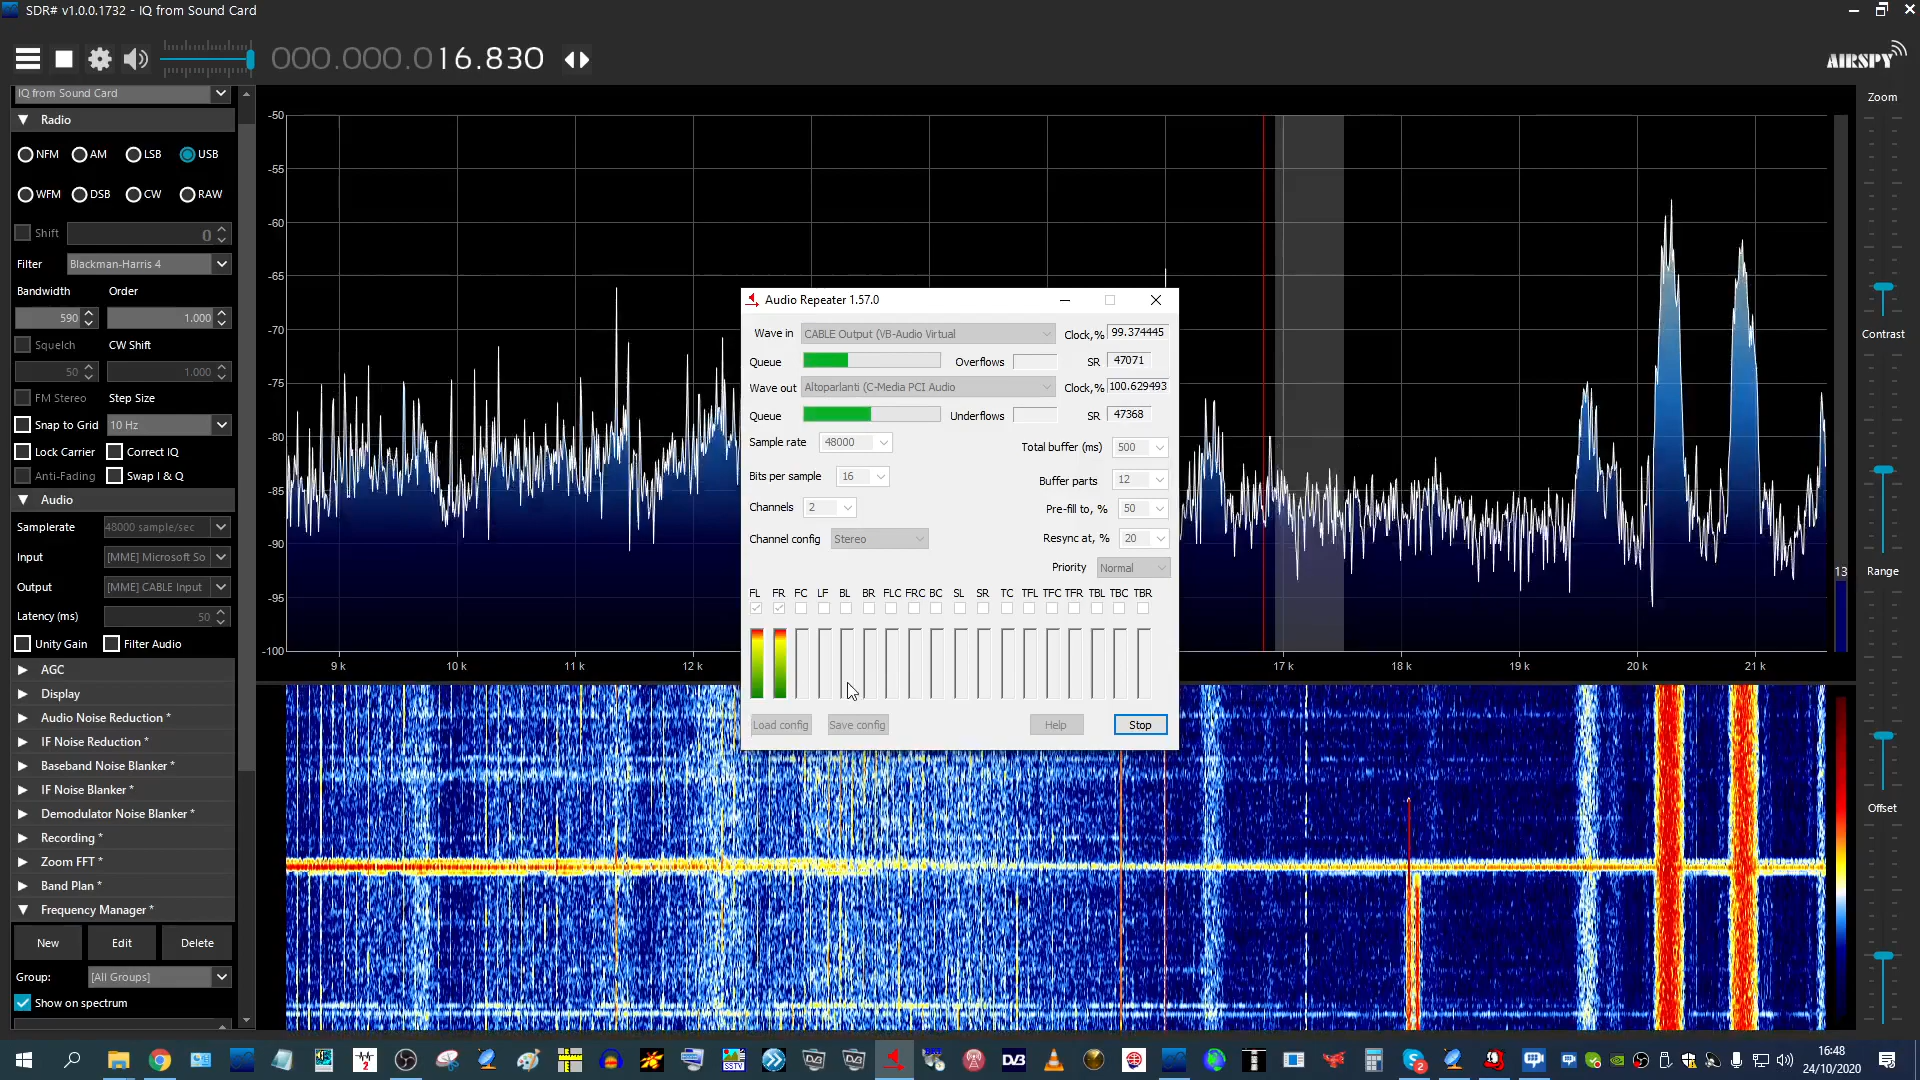 SDR# v1.0.0.1732 - IQ from Sound Card
000.000.016.830
AIRSPY
IQ from Sound Card
Radio
NFM AM LSB USB
WFM DSB CW RAW
Shift 0
Filter Blackman-Harris 4
Bandwidth Order
590 1.000
Squelch CW Shift
50 1.000
FM Stereo Step Size
Snap to Grid 10 Hz
Lock Carrier Correct IQ
Anti-Fading Swap I & Q
Audio
Samplerate 48000 sample/sec
Input [MME] Microsoft So
Output [MME] CABLE Input
Latency (ms) 50
Unity Gain Filter Audio
AGC
Display
Audio Noise Reduction *
IF Noise Reduction *
Baseband Noise Blanker *
IF Noise Blanker *
Demodulator Noise Blanker *
Recording *
Zoom FFT *
Band Plan *
Frequency Manager *
New Edit Delete
Group: [All Groups]
Show on spectrum
-50
-55
-60
-65
-70
-75
-80
-85
-90
-95
-100
9 k 10 k 11 k 12 k 17 k 18 k 19 k 20 k 21 k
Audio Repeater 1.57.0
Wave in CABLE Output (VB-Audio Virtual Clock,% 99.374445
Queue Overflows SR 47071
Wave out Altoparlanti (C-Media PCI Audio Clock,% 100.629493
Queue Underflows SR 47368
Sample rate 48000 Total buffer (ms) 500
Bits per sample 16 Buffer parts 12
Channels 2 Pre-fill to, % 50
Channel config Stereo Resync at, % 20
Priority Normal
FL FR FC LF BL BR FLC FRC BC SL SR TC TFL TFC TFR TBL TBC TBR
Load config Save config Help Stop
Zoom
Contrast
Range
13
Offset
16:48
24/10/2020